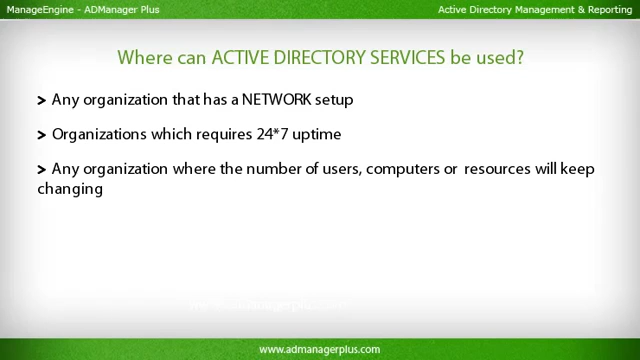 ManageEngine - ADManager Plus
Active Directory Management & Reporting
Where can ACTIVE DIRECTORY SERVICES be used?
> Any organization that has a NETWORK setup
> Organizations which requires 24*7 uptime
> Any organization where the number of users, computers or resources will keep
changing
www.admanagerplus.com